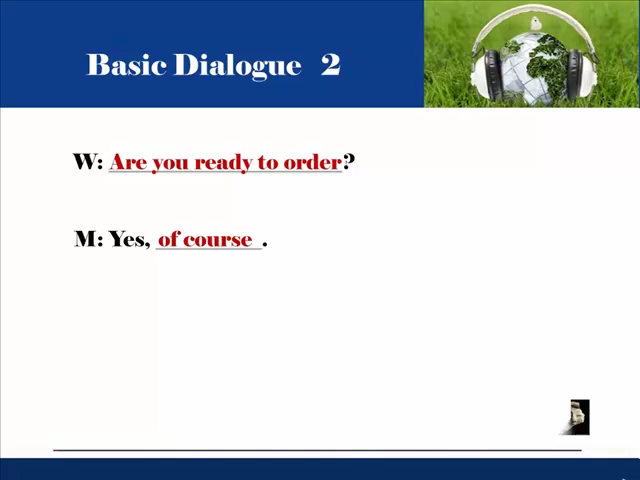 Basic Dialogue 2
W: Are you ready to order?
M: Yes, of course.